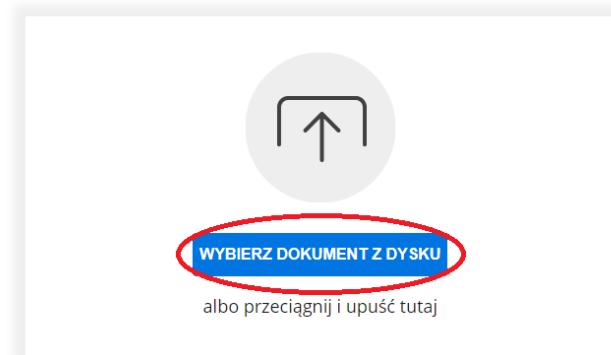 WYBIERZ DOKUMENT Z DYSKU
albo przeciągnij i upuść tutaj